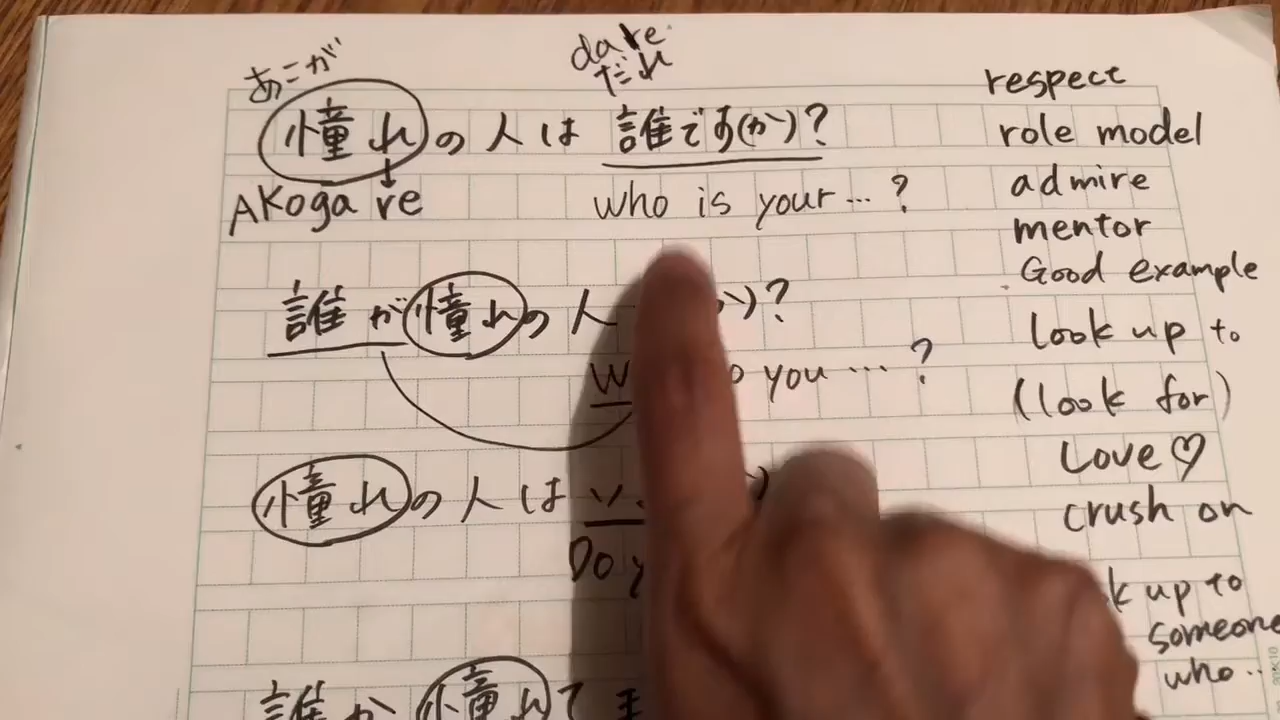 あこが
dare
だれ
憧れの人は 誰です(か)?
AKoga re
who is your ... ?
誰が憧れの人
?
you ... ?
憧れの人は
Do
誰か憧れて
respect
role model
admire
mentor
Good example
look up to
(look for)
Love♡
crush on
up to
someone
who ..